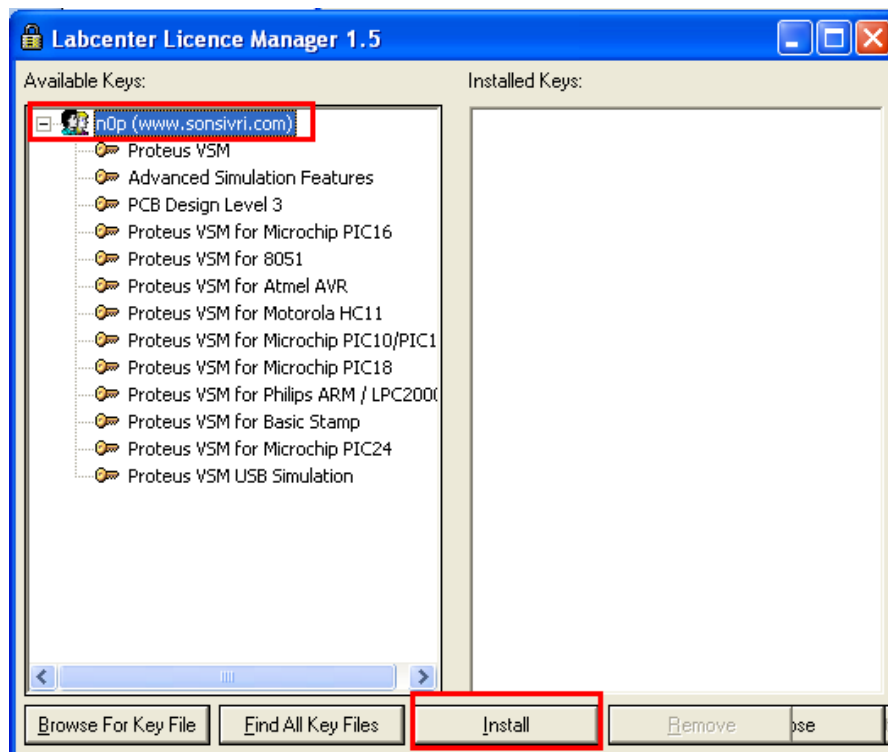 Labcenter Licence Manager 1.5
Available Keys:
Installed Keys:
n0p (www.sonsivri.com)
Proteus VSM
Advanced Simulation Features
PCB Design Level 3
Proteus VSM for Microchip PIC16
Proteus VSM for 8051
Proteus VSM for Atmel AVR
Proteus VSM for Motorola HC11
Proteus VSM for Microchip PIC10/PIC1
Proteus VSM for Microchip PIC18
Proteus VSM for Philips ARM / LPC200
Proteus VSM for Basic Stamp
Proteus VSM for Microchip PIC24
Proteus VSM USB Simulation
Browse For Key File
Find All Key Files
Install
Remove
ose